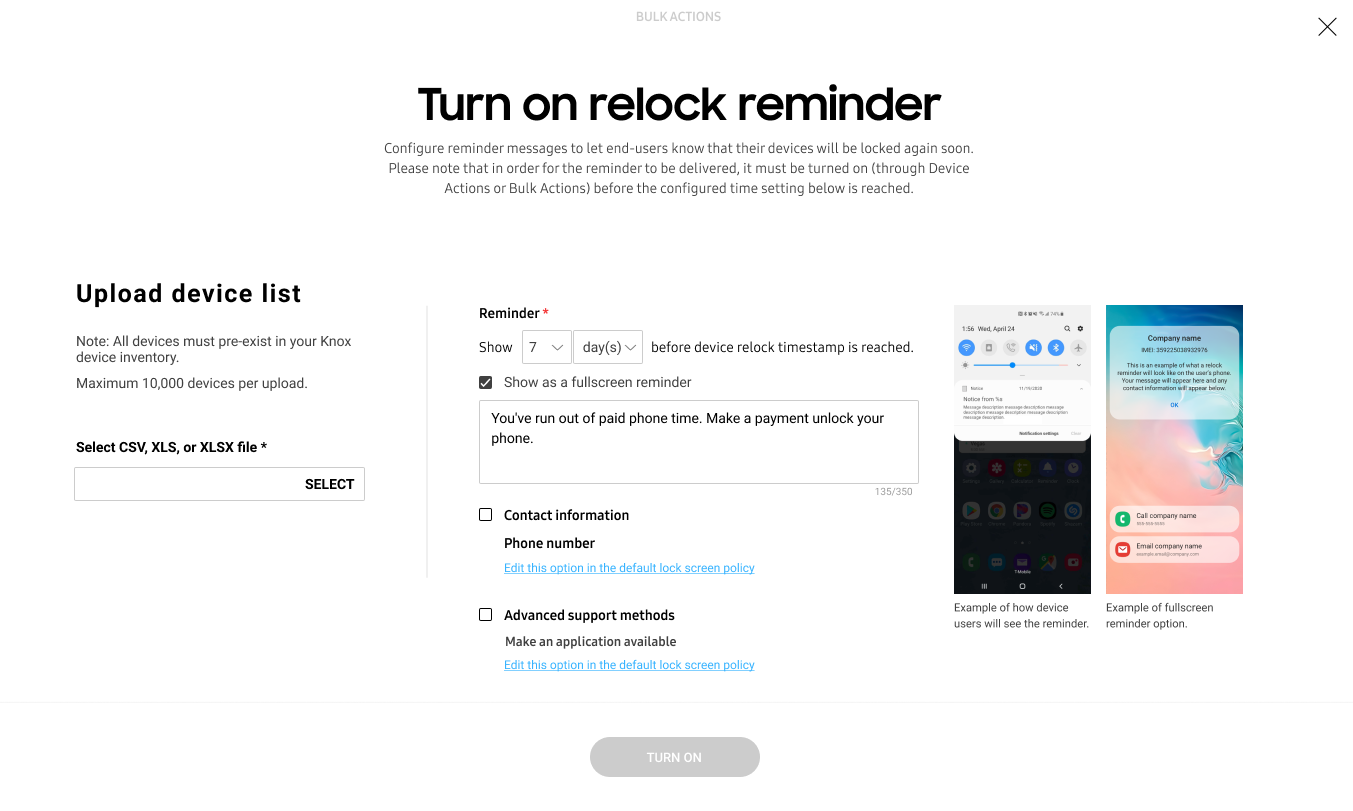 BULK ACTIONS
Turn on relock reminder
Configure reminder messages to let end-users know that their devices will be locked again soon.
Please note that in order for the reminder to be delivered, it must be turned on (through Device
Actions or Bulk Actions) before the configured time setting below is reached.
Upload device list
Note: All devices must pre-exist in your Knox
device inventory.
Maximum 10,000 devices per upload.
Select CSV, XLS, or XLSX file *
SELECT
Reminder *
Show 7 day(s) before device relock timestamp is reached.
Show as a fullscreen reminder
You've run out of paid phone time. Make a payment unlock your
phone.
135/350
Contact information
Phone number
Edit this option in the default lock screen policy
Advanced support methods
Make an application available
Edit this option in the default lock screen policy
74%
1:56 Wed, April 24
Notice 11/19/2020
Notice from %s
Message description message description message
description message description message description
message description
Notification settings Clear
T-Mobile
Example of how device
users will see the reminder.
Company name
IMEI: 359225038932976
This is an example of what a relock
reminder will look like on the user's phone.
Your message will appear here and any
contact information will appear below.
OK
Call company name
Email company name
example.email@company.com
Example of fullscreen
reminder option.
TURN ON